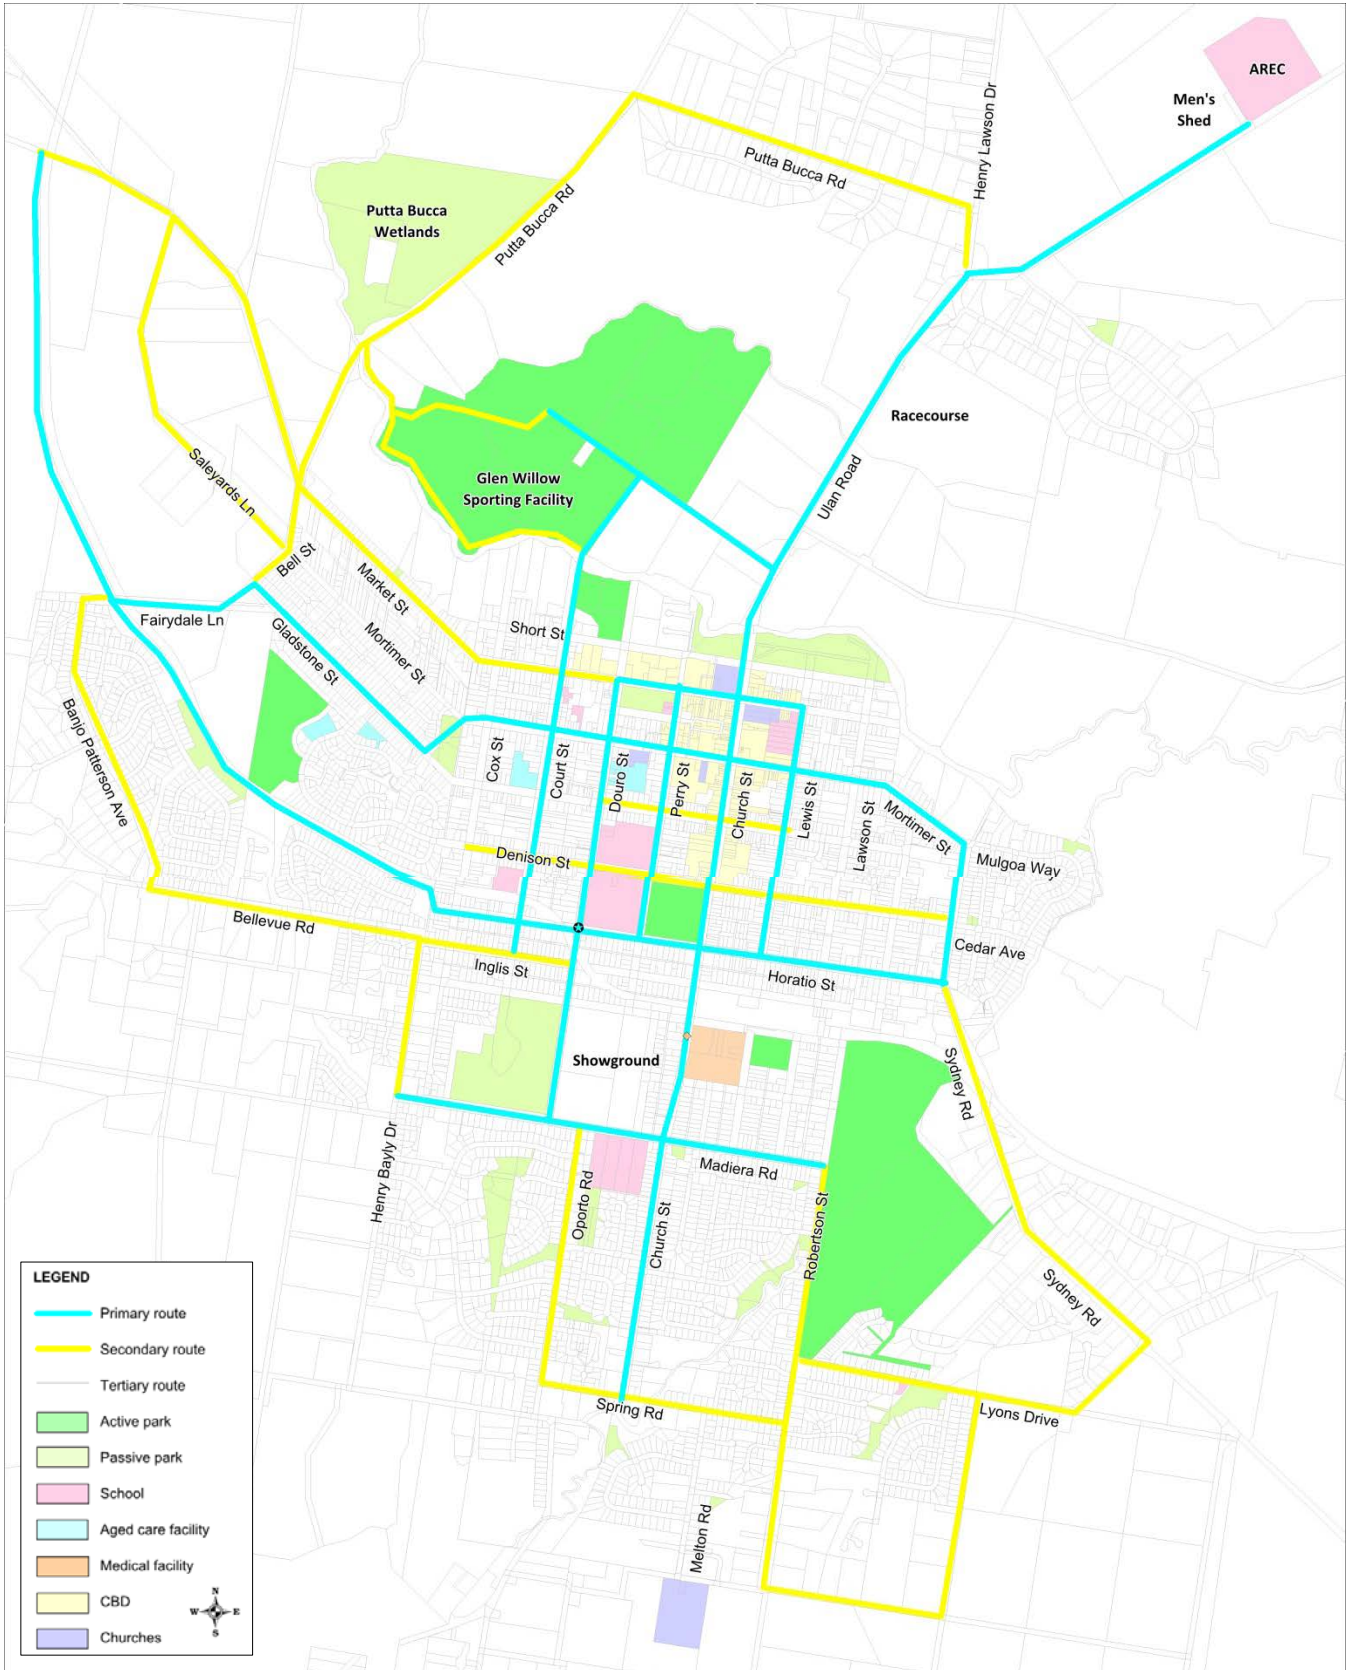 AREC
Men's
Shed
Henry Lawson Dr
Putta Bucca Rd
Putta Bucca
Wetlands
Putta Bucca Rd
Racecourse
Ulan Road
Glen Willow
Sporting Facility
Saleyards Ln
Bell St
Market St
Fairydale Ln
Gladstone St
Mortimer St
Short St
Banjo Patterson Ave
Cox St
Court St
Douro St
Perry St
Church St
Lewis St
Lawson St
Mortimer St
Mulgoa Way
Denison St
Bellevue Rd
Inglis St
Cedar Ave
Horatio St
Showground
Sydney Rd
Henry Bayly Dr
Madiera Rd
Oporto Rd
Church St
Robertson St
Sydney Rd
Spring Rd
Lyons Drive
Melton Rd
LEGEND
Primary route
Secondary route
Tertiary route
Active park
Passive park
School
Aged care facility
Medical facility
CBD
Churches
N
W E
S